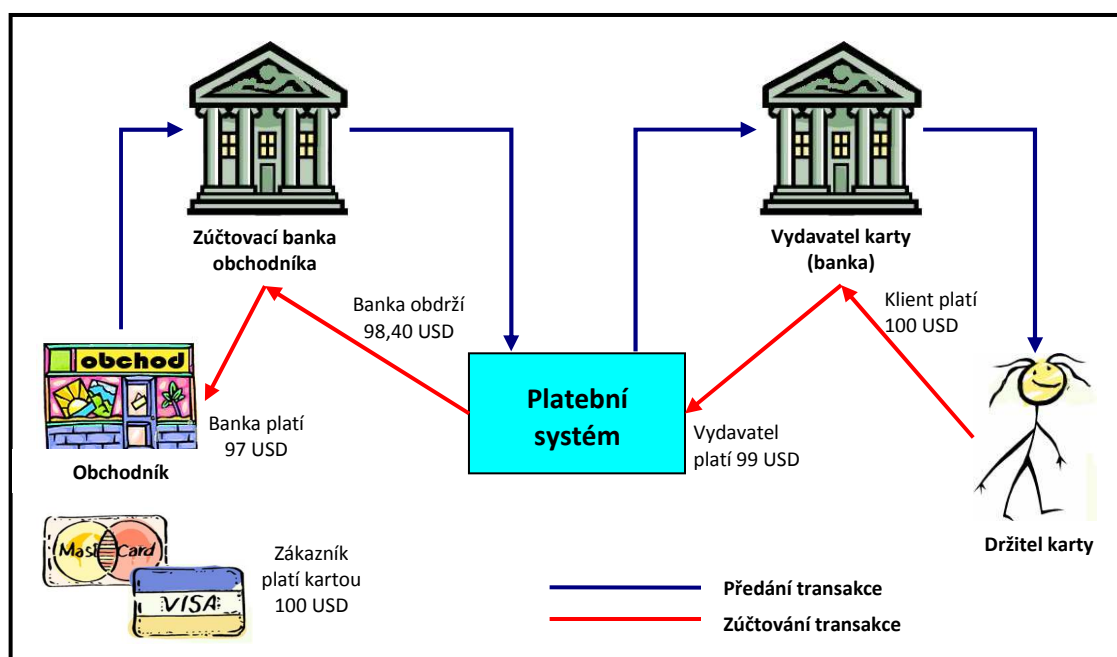 Zúčtovací banka
obchodníka
Vydavatel karty
(banka)
Banka obdrží
98,40 USD
Klient platí
100 USD
obchod
Banka platí
97 USD
Obchodník
Platební
systém
Vydavatel
platí 99 USD
Držitel karty
Mast Card
VISA
Zákazník
platí kartou
100 USD
Předání transakce
Zúčtování transakce